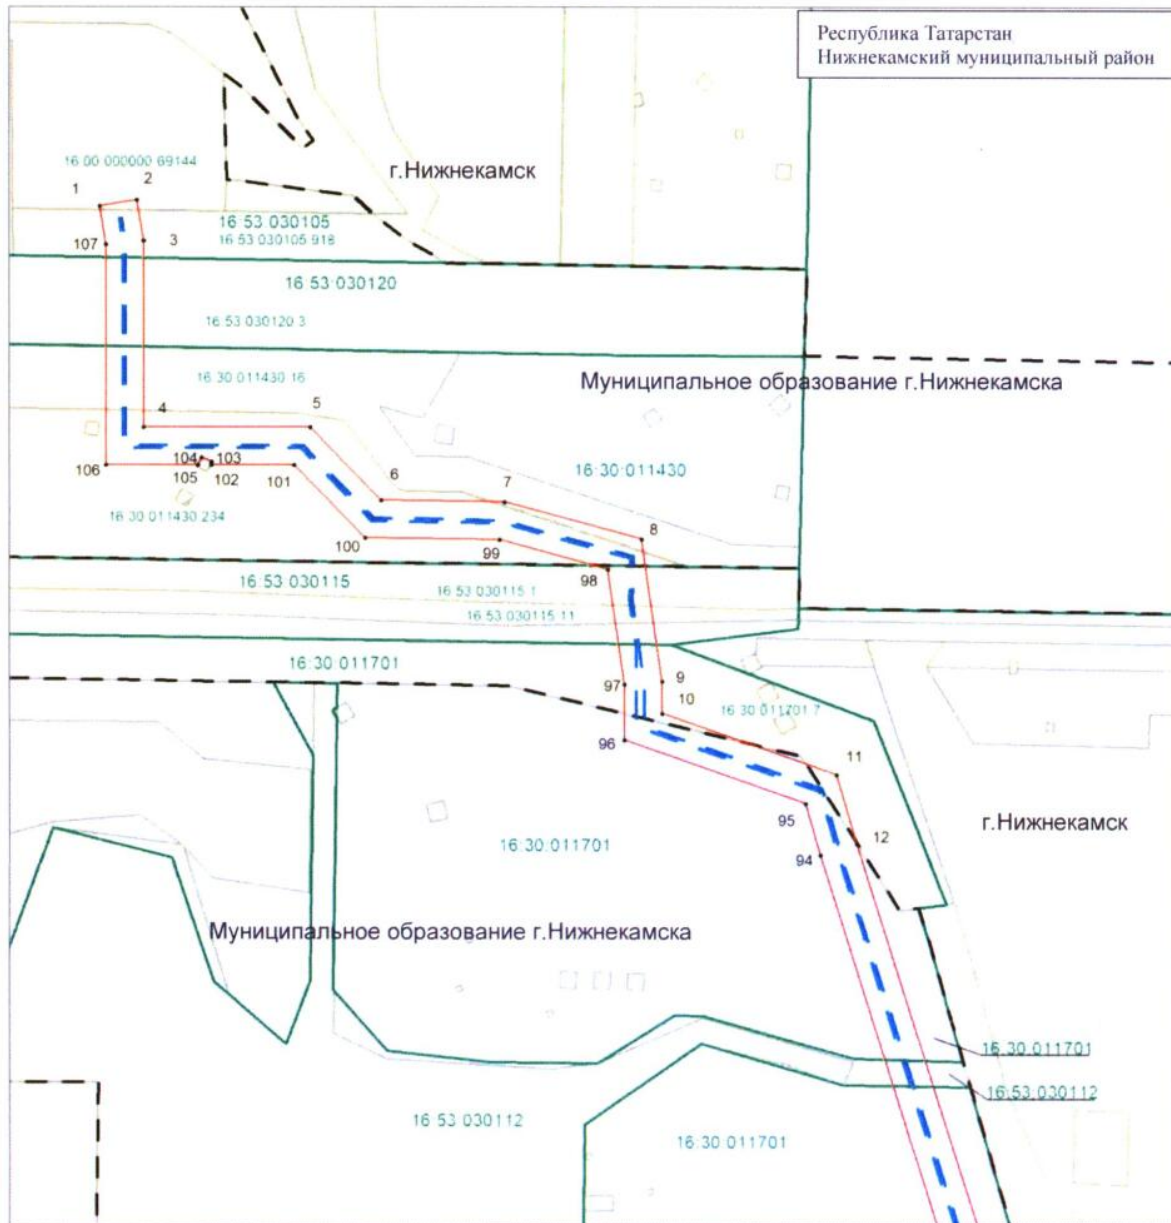 Республика Татарстан
Нижнекамский муниципальный район
16 00 000000 69144
г.Нижнекамск
1
2
16 53 030105
3
16 53 030105 918
107
16 53 030120
16 53 030120 3
16 30 011430 16
Муниципальное образование г.Нижнекамска
4
5
104
103
106
105
102
101
16:30:011430
6
7
16 30 011430 234
8
100
99
98
16:53 030115
16 53 030115 1
16 53 030115 11
16:30 011701
97
9
10
16 30 011701 7
96
11
95
г.Нижнекамск
12
16:30:011701
94
Муниципальное образование г.Нижнекамска
16:30:011701
16:53:030112
16 53 030112
16:30:011701